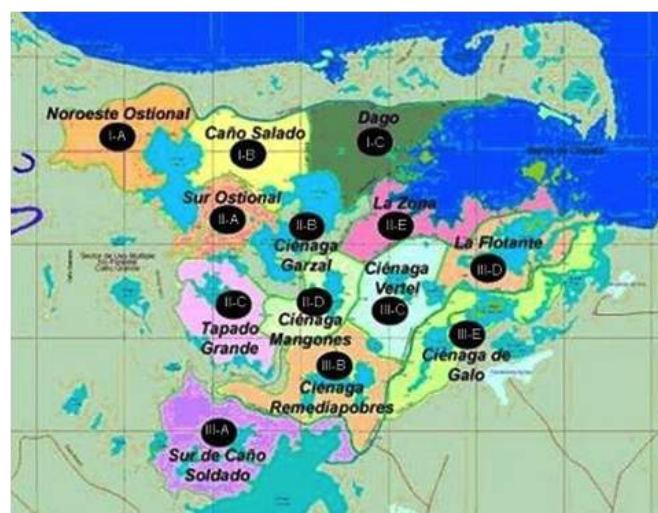 Noroeste Ostional
I-A
Caño Salado
I-B
Dago
I-C
Sur Ostional
II-A
II-B
Ciénaga
Garzal
La Zona
II-E
La Flotante
III-D
Ciénaga
Vertel
III-C
II-C
Tapado
Grande
II-D
Ciénaga
Mangones
III-E
Ciénaga de
Galo
III-B
Ciénaga
Remediapobres
III-A
Sur de Caño
Soldado